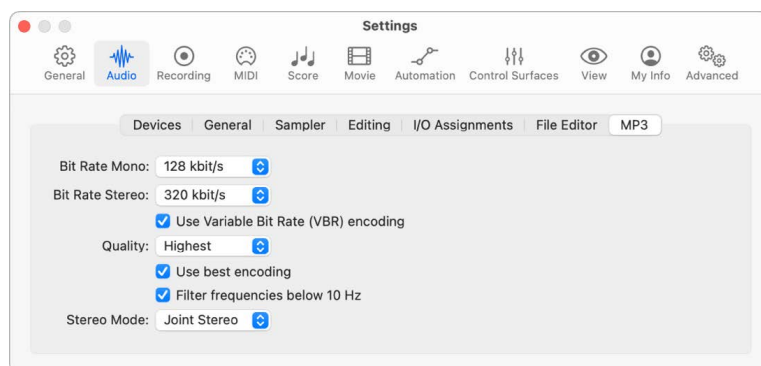 Settings
General Audio Recording MIDI Score Movie Automation Control Surfaces View My Info Advanced
Devices General Sampler Editing I/O Assignments File Editor MP3
Bit Rate Mono: 128 kbit/s
Bit Rate Stereo: 320 kbit/s
Use Variable Bit Rate (VBR) encoding
Quality: Highest
Use best encoding
Filter frequencies below 10 Hz
Stereo Mode: Joint Stereo